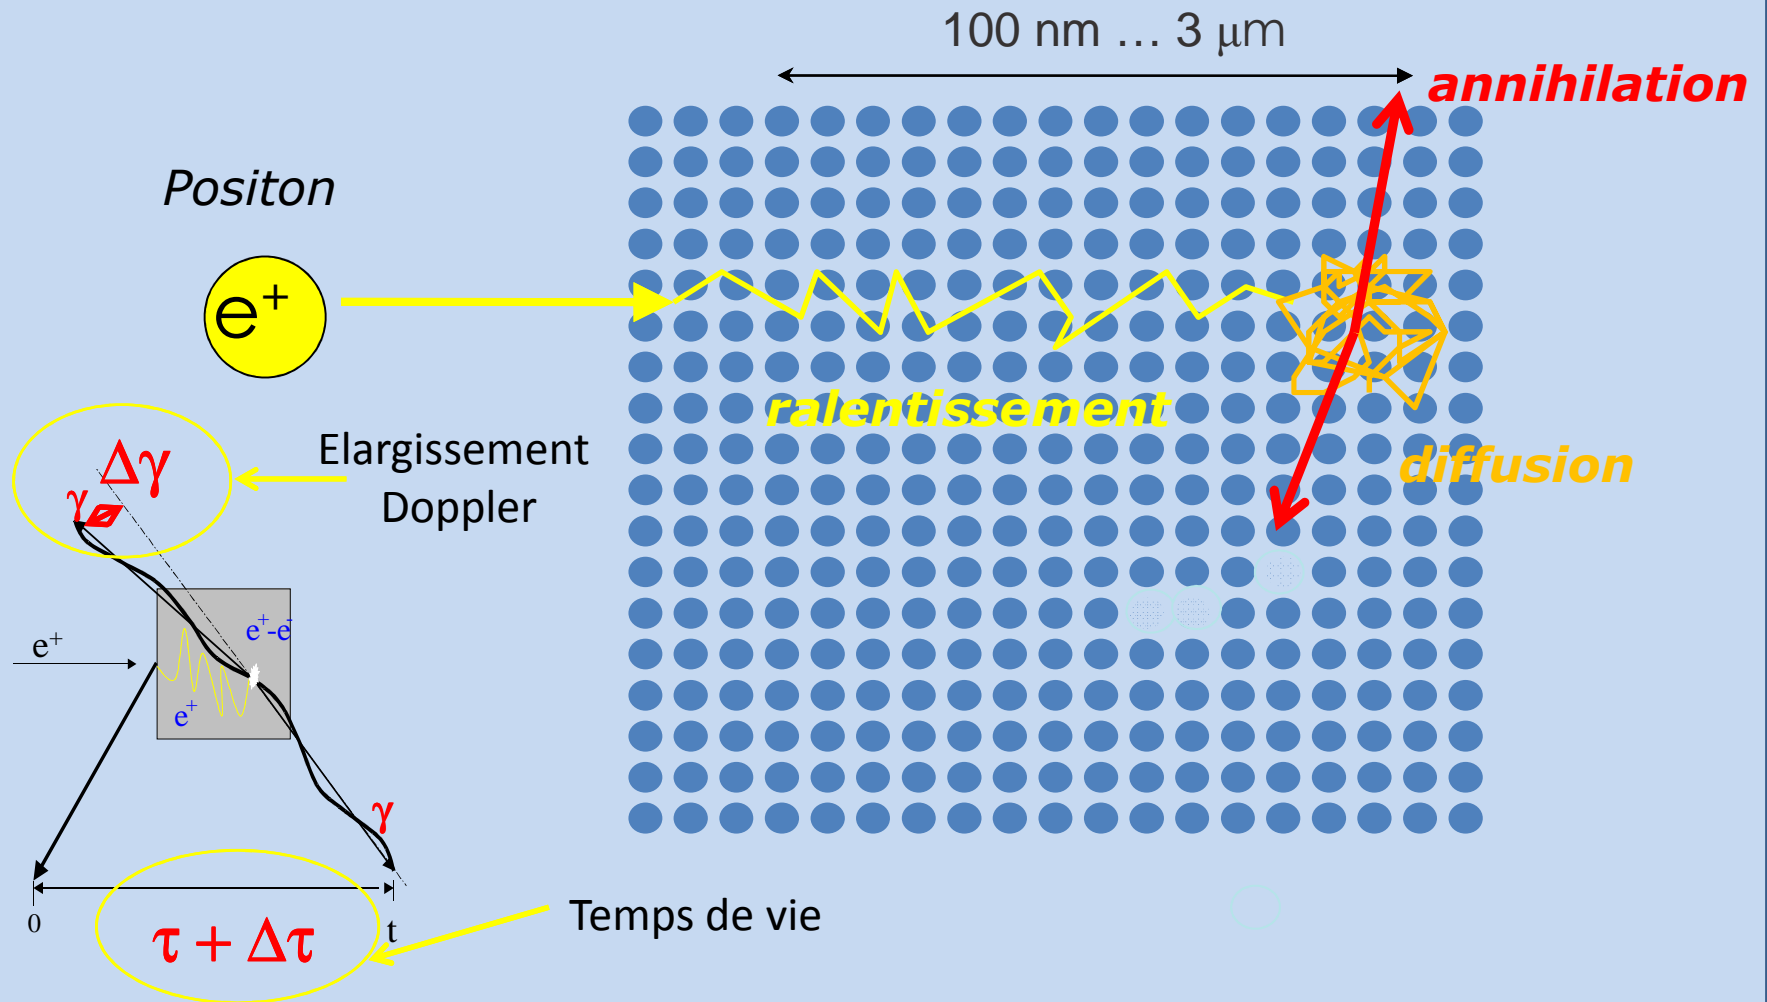 100 nm … 3 μm
annihilation
Positon
e+
ralentissement
Elargissement
Doppler
diffusion
Δγ
γ
e+-e-
e+
e+
γ
0
t
τ + Δτ
Temps de vie